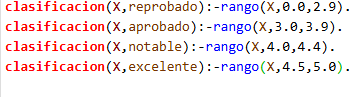 clasificacion(X,reprobado):-rango(X,0.0,2.9).
clasificacion(X,aprobado):-rango(X,3.0,3.9).
clasificacion(X,notable):-rango(X,4.0,4.4).
clasificacion(X,excelente):-rango(X,4.5,5.0).